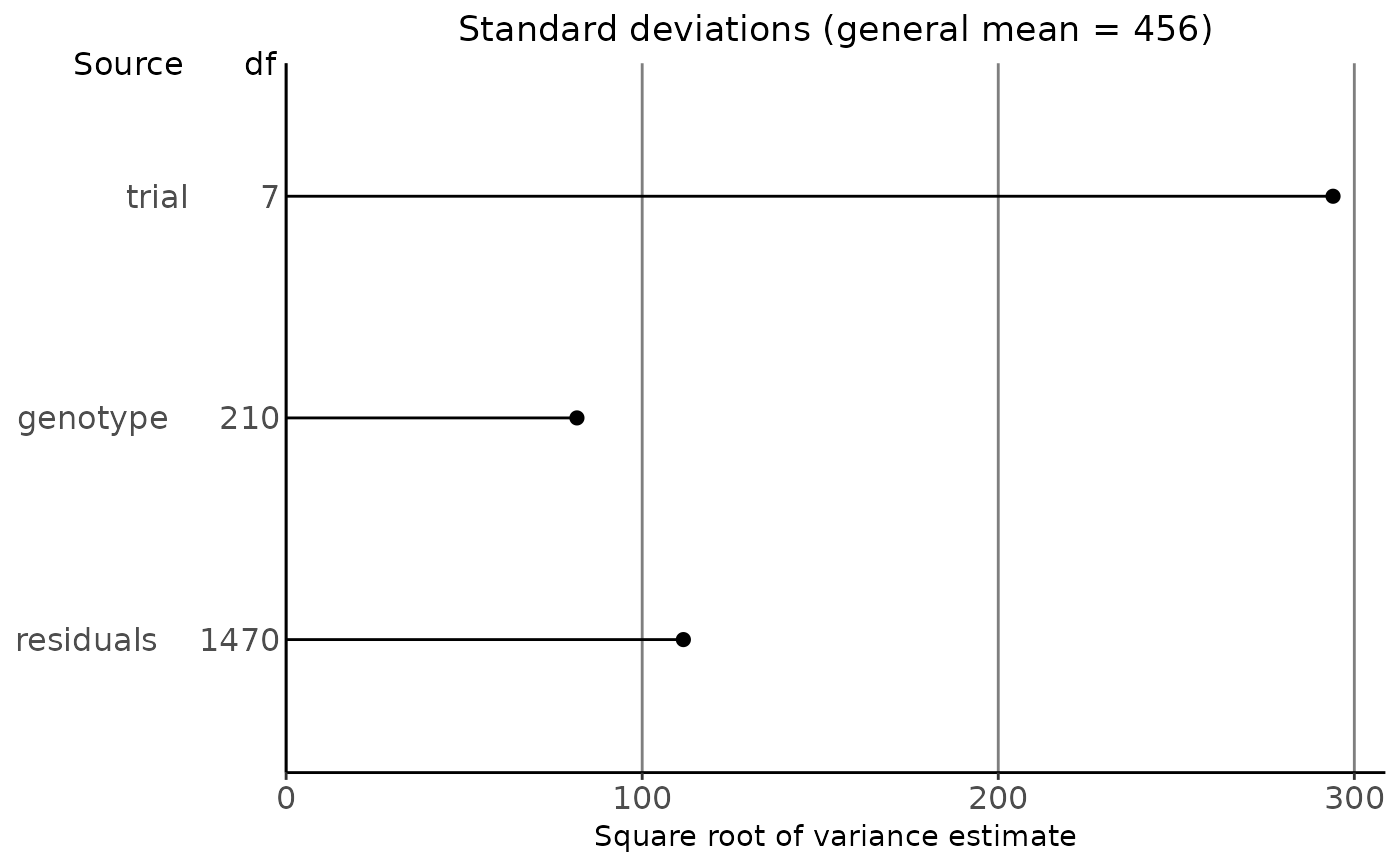 Standard deviations (general mean = 456)
Source df
trial 7
genotype 210
residuals 1470
0 100 200 300
Square root of variance estimate